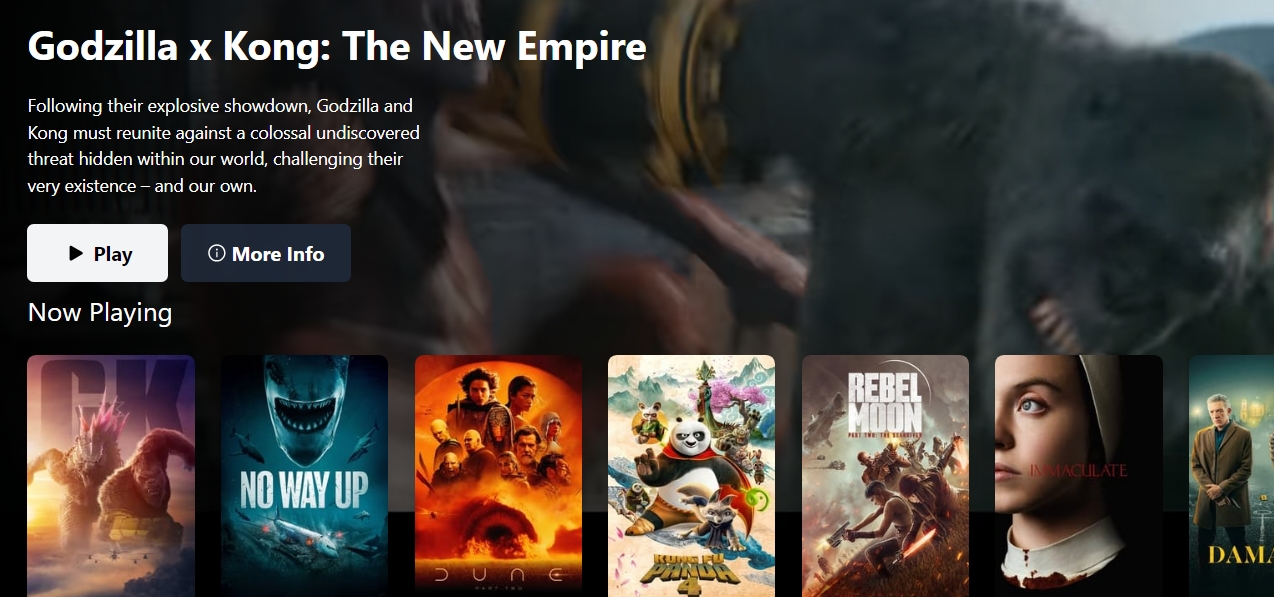 Godzilla x Kong: The New Empire
Following their explosive showdown, Godzilla and
Kong must reunite against a colossal undiscovered
threat hidden within our world, challenging their
very existence – and our own.
Play
More Info
Now Playing
GK
NO WAY UP
DUNE
PART TWO
KUNG FU
PANDA
4
REBEL
MOON
PART TWO: THE SCARGIVER
IMMACULATE
DAMA